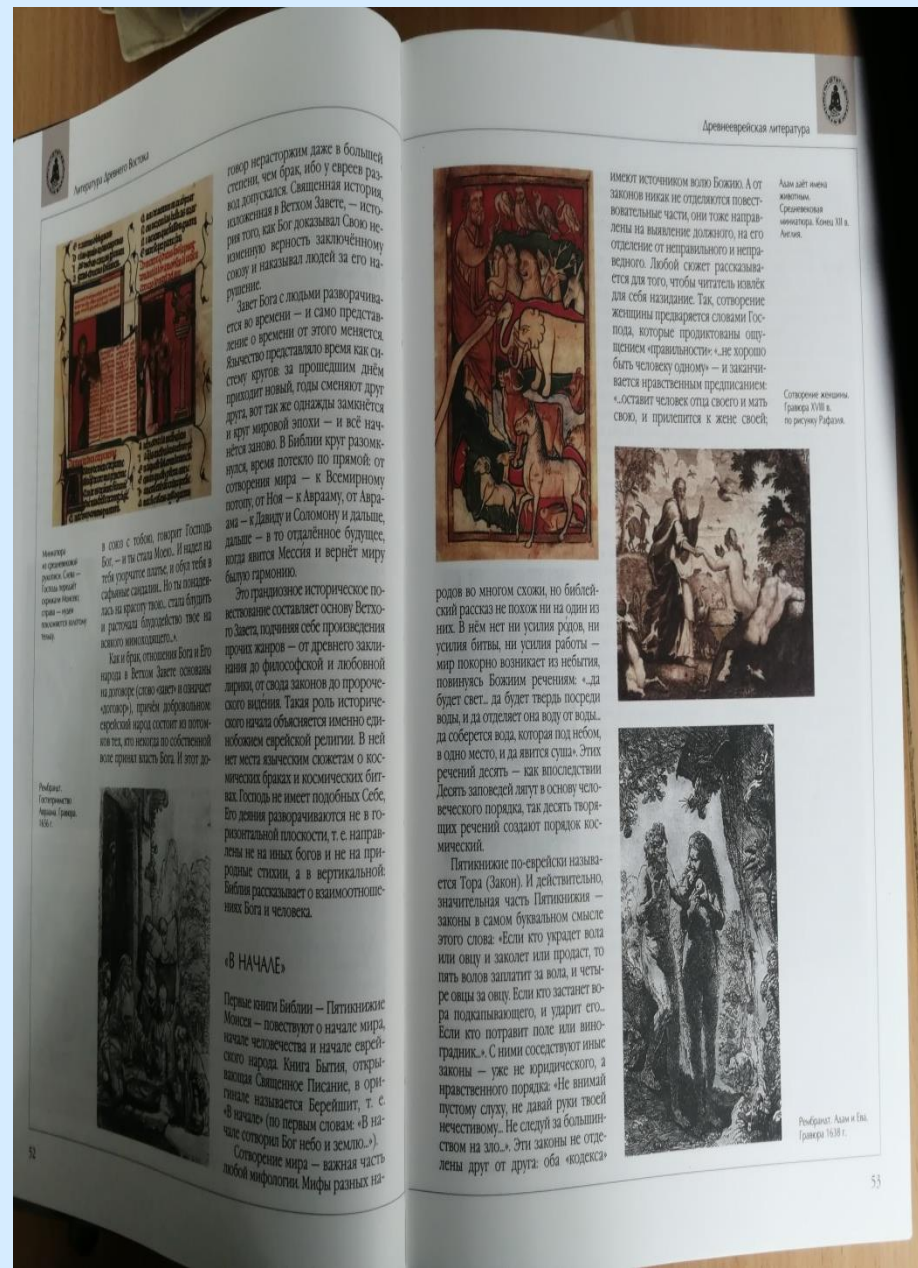 Литература Древнего Востока
в союз с тобою, говорит Господь
Бог, — и ты стала Моею... И надел на
тебя узорчатое платье, и обул тебя в
сафьяные сандалии... Но ты понадея-
лась на красоту твою... стала блудить
и расточала блудодейство твое на
всякого мимоходящего...».
Как и брак, отношения Бога и Его
народа в Ветхом Завете основаны
на договоре (слово «завет» и означает
«договор»), причём добровольном:
еврейский народ состоит из потом-
ков тех, кто некогда по собственной
воле принял власть Бога. И этот до-
говор нерасторжим даже в большей
степени, чем брак, ибо у евреев раз-
вод допускался. Священная история,
изложенная в Ветхом Завете, — исто-
рия того, как Бог доказывал Свою не-
изменную верность заключённому
союзу и наказывал людей за его на-
рушение.
Завет Бога с людьми разворачива-
ется во времени — и само представ-
ление о времени от этого меняется.
Язычество представляло время как си-
стему кругов: за прошедшим днём
приходит новый, годы сменяют друг
друга, вот так же однажды замкнётся
и круг мировой эпохи — и всё нач-
нётся заново. В Библии круг разомк-
нулся, время потекло по прямой: от
сотворения мира — к Всемирному
потопу, от Ноя — к Аврааму, от Авра-
ама — к Давиду и Соломону и дальше,
дальше — в то отдалённое будущее,
когда явится Мессия и вернёт миру
былую гармонию.
Это грандиозное историческое по-
вествование составляет основу Ветхо-
го Завета, подчиняя себе произведения
прочих жанров — от древнего закли-
нания до философской и любовной
лирики, от свода законов до пророче-
ского видения. Такая роль историче-
ского начала объясняется именно еди-
нобожием еврейской религии. В ней
нет места языческим сюжетам о кос-
мических браках и космических бит-
вах. Господь не имеет подобных Себе,
Его деяния разворачиваются не в го-
ризонтальной плоскости, т. е. направ-
лены не на иных богов и не на при-
родные стихии, а в вертикальной:
Библия рассказывает о взаимоотноше-
ниях Бога и человека.
«В НАЧАЛЕ»
Первые книги Библии — Пятикнижие
Моисея — повествуют о начале мира,
начале человечества и начале еврей-
ского народа. Книга Бытия, откры-
вающая Священное Писание, в ори-
гинале называется Берейшит, т. е.
«В начале» (по первым словам: «В на-
чале сотворил Бог небо и землю...»).
Сотворение мира — важная часть
любой мифологии. Мифы разных на-
Миниатюра
из средневековой
рукописи. Слева —
Господь передаёт
скрижали Моисею;
справа — иудеи
поклоняются золотому
тельцу.
Рембрандт.
Гостеприимство
Авраама. Гравюра.
1656 г.
52
Древнееврейская литература
родов во многом схожи, но библей-
ский рассказ не похож ни на один из
них. В нём нет ни усилия родов, ни
усилия битвы, ни усилия работы —
мир покорно возникает из небытия,
повинуясь Божиим речениям: «...да
будет свет... да будет твердь посреди
воды, и да отделяет она воду от воды...
да соберется вода, которая под небом,
в одно место, и да явится суша». Этих
речений десять — как впоследствии
Десять заповедей лягут в основу чело-
веческого порядка, так десять творя-
щих речений создают порядок кос-
мический.
Пятикнижие по-еврейски называ-
ется Тора (Закон). И действительно,
значительная часть Пятикнижия —
законы в самом буквальном смысле
этого слова: «Если кто украдет вола
или овцу и заколет или продаст, то
пять волов заплатит за вола, и четы-
ре овцы за овцу. Если кто застанет во-
ра подкапывающего, и ударит его...
Если кто потравит поле или вино-
градник...». С ними соседствуют иные
законы — уже не юридического, а
нравственного порядка: «Не внимай
пустому слуху, не давай руки твоей
нечестивому... Не следуй за большин-
ством на зло...». Эти законы не отде-
лены друг от друга: оба «кодекса»
имеют источником волю Божию. А от
законов никак не отделяются повест-
вовательные части, они тоже направ-
лены на выявление должного, на его
отделение от неправильного и непра-
ведного. Любой сюжет рассказыва-
ется для того, чтобы читатель извлёк
для себя назидание. Так, сотворение
женщины предваряется словами Гос-
пода, которые продиктованы ощу-
щением «правильности»: «...не хорошо
быть человеку одному» — и заканчи-
вается нравственным предписанием:
«...оставит человек отца своего и мать
свою, и прилепится к жене своей;
Адам даёт имена
животным.
Средневековая
миниатюра. Конец XII в.
Англия.
Сотворение женщины.
Гравюра XVIII в.
по рисунку Рафаэля.
Рембрандт. Адам и Ева.
Гравюра 1638 г.
53